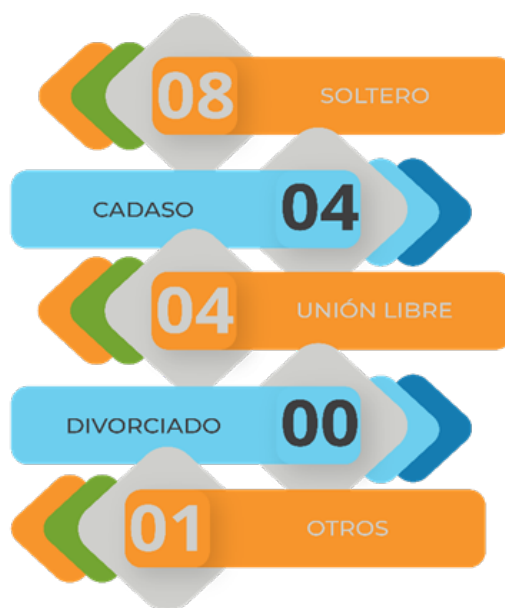 08 SOLTERO
CADASO 04
04 UNIÓN LIBRE
DIVORCIADO 00
01 OTROS